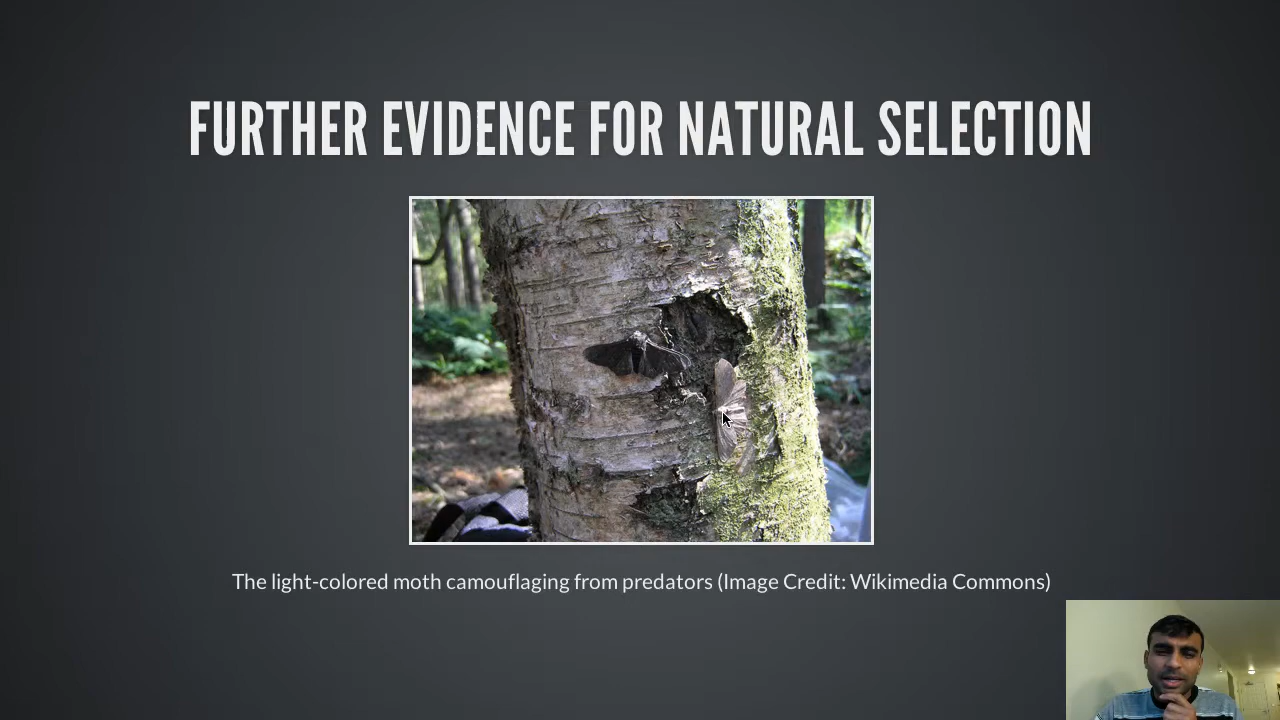 FURTHER EVIDENCE FOR NATURAL SELECTION
The light-colored moth camouflaging from predators (Image Credit: Wikimedia Commons)